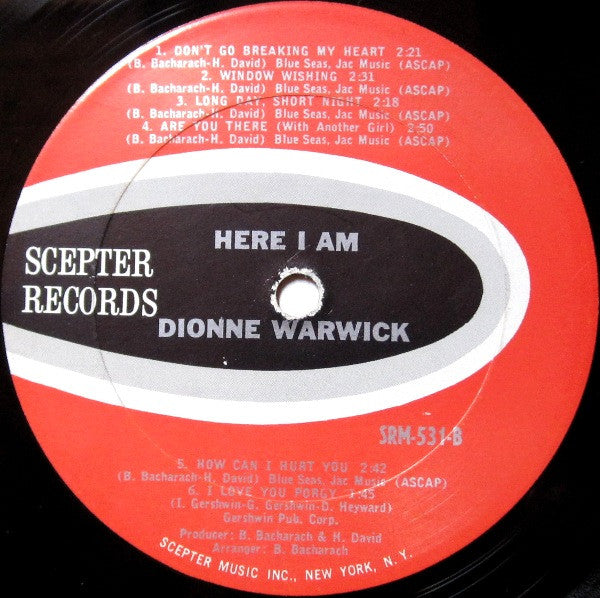 1. DON'T GO BREAKING MY HEART 2:21
(B. Bacharach-H. David) Blue Seas, Jac Music (ASCAP)
2. WINDOW WISHING 2:31
(B. Bacharach-H. David) Blue Seas, Jac Music (ASCAP)
3. LONG DAY, SHORT NIGHT 2:18
(B. Bacharach-H. David) Blue Seas, Jac Music (ASCAP)
4. ARE YOU THERE (With Another Girl) 2:50
(B. Bacharach-H. David) Blue Seas, Jac Music (ASCAP)
HERE I AM
SCEPTER
RECORDS
DIONNE WARWICK
SRM-531-B
5. HOW CAN I HURT YOU 2:42
(B. Bacharach-H. David) Blue Seas, Jac Music (ASCAP)
6. I LOVE YOU PORGY :45
(I. Gershwin-G. Gershwin-D. Heyward)
Gershwin Pub. Corp.
Producer: B. Bacharach & H. David
Arranger: B. Bacharach
SCEPTER MUSIC INC., NEW YORK, N. Y.